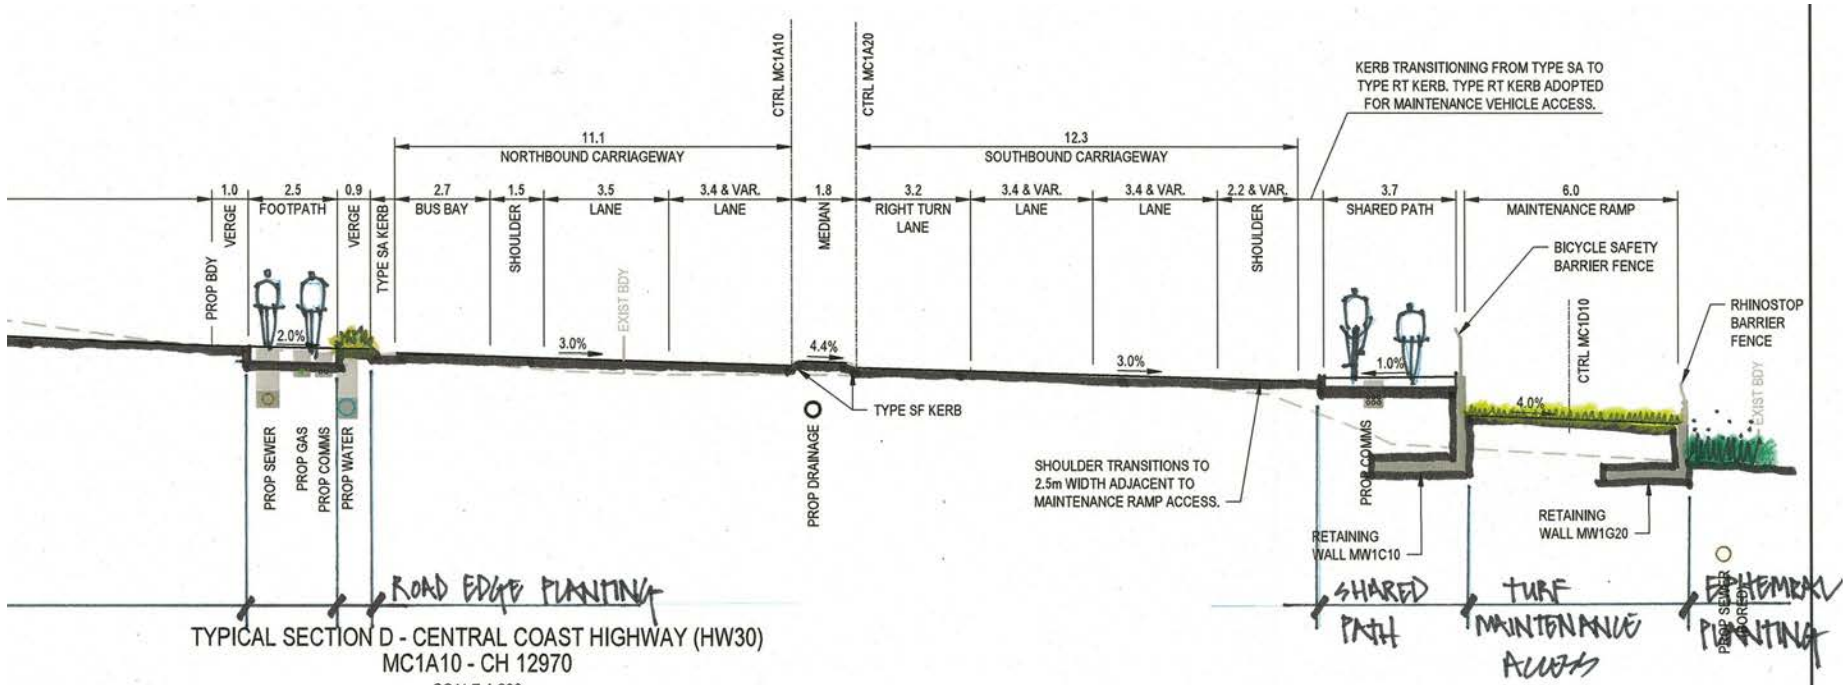 CTRL MC1A10
CTRL MC1A20
KERB TRANSITIONING FROM TYPE SA TO
TYPE RT KERB. TYPE RT KERB ADOPTED
FOR MAINTENANCE VEHICLE ACCESS.
11.1
NORTHBOUND CARRIAGEWAY
12.3
SOUTHBOUND CARRIAGEWAY
1.0
VERGE
2.5
FOOTPATH
0.9
VERGE
TYPE SA KERB
2.7
BUS BAY
1.5
SHOULDER
3.5
LANE
3.4 & VAR.
LANE
1.8
MEDIAN
3.2
RIGHT TURN
LANE
3.4 & VAR.
LANE
3.4 & VAR.
LANE
2.2 & VAR.
SHOULDER
3.7
SHARED PATH
6.0
MAINTENANCE RAMP
PROP BDY
EXIST BDY
BICYCLE SAFETY
BARRIER FENCE
CTRL MC1D10
RHINOSTOP
BARRIER
FENCE
EXIST BDY
2.0%
3.0%
4.4%
3.0%
1.0%
4.0%
TYPE SF KERB
PROP SEWER
PROP GAS
PROP COMMS
PROP WATER
PROP DRAINAGE
SHOULDER TRANSITIONS TO
2.5m WIDTH ADJACENT TO
MAINTENANCE RAMP ACCESS.
PROP COMMS
RETAINING
WALL MW1C10
RETAINING
WALL MW1G20
PROP SEWER
(BORED)
ROAD EDGE PLANTING
SHARED
PATH
TURF
MAINTENANCE
ACCESS
EPHEMERAL
PLANTING
TYPICAL SECTION D - CENTRAL COAST HIGHWAY (HW30)
MC1A10 - CH 12970